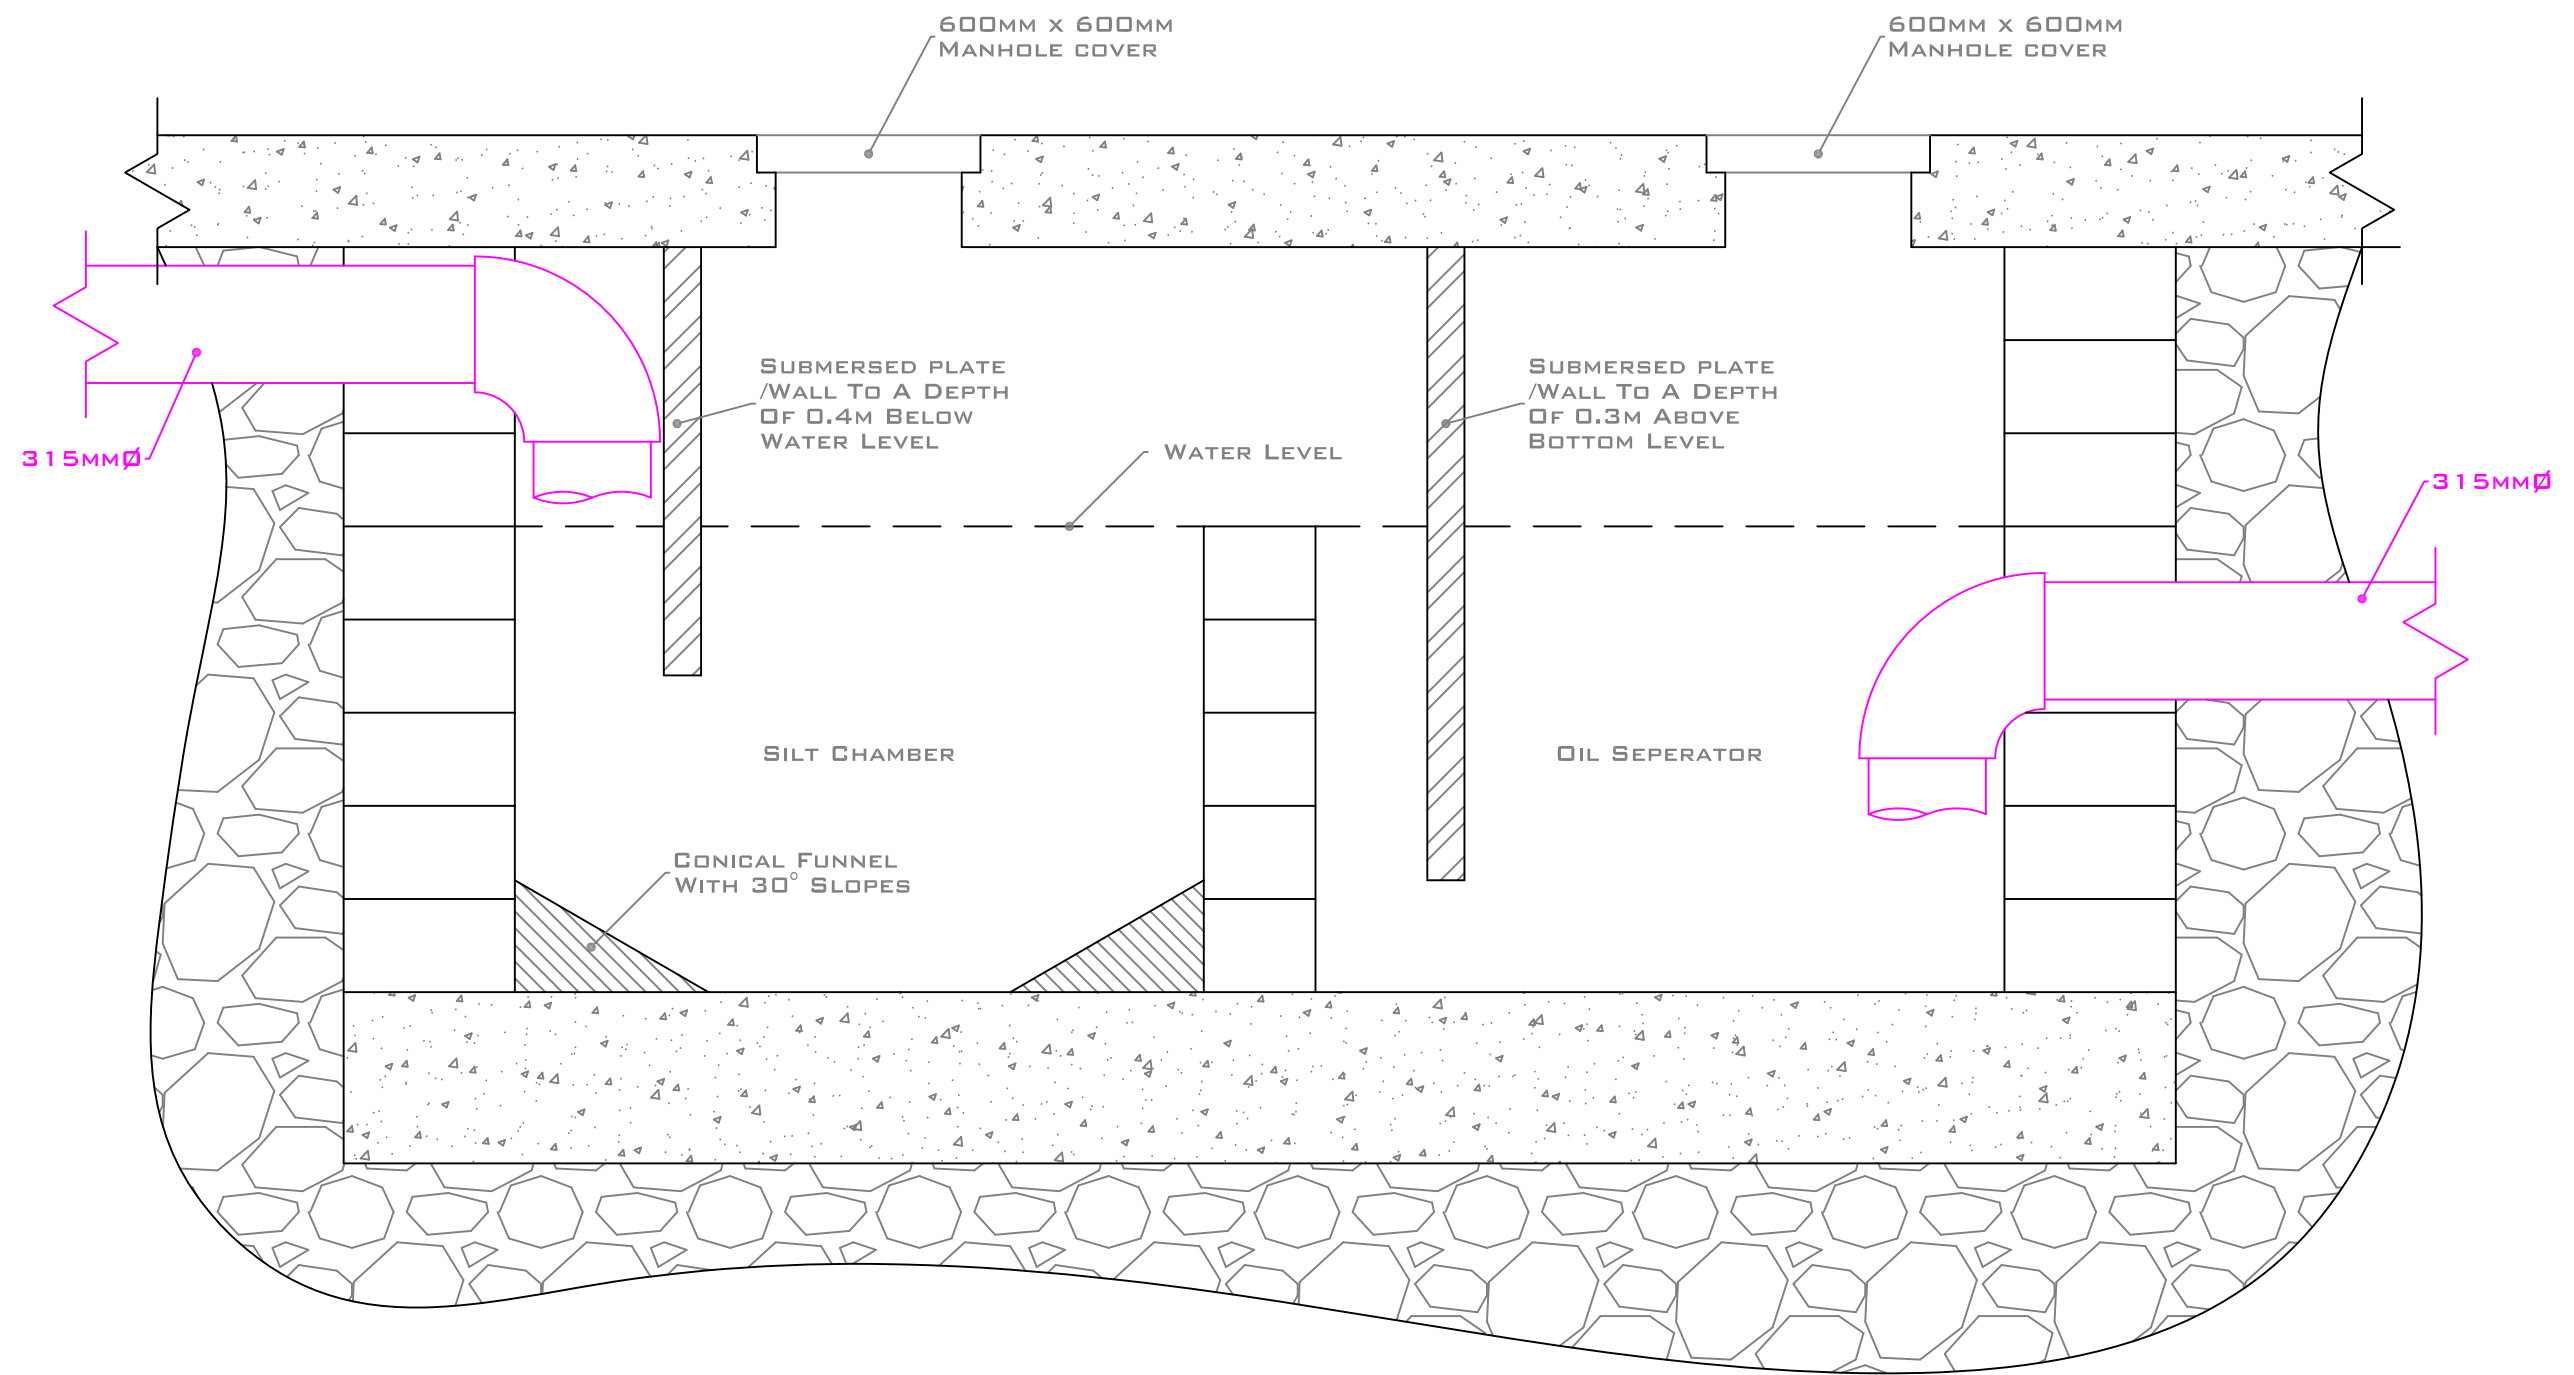 600mm x 600mm
Manhole cover
600mm x 600mm
Manhole cover
Submersed plate
/Wall To A Depth
Of 0.4m Below
Water Level
Submersed plate
/Wall To A Depth
Of 0.3m Above
Bottom Level
Water Level
315mmØ
315mmØ
Silt Chamber
Oil Seperator
Conical Funnel
With 30° Slopes